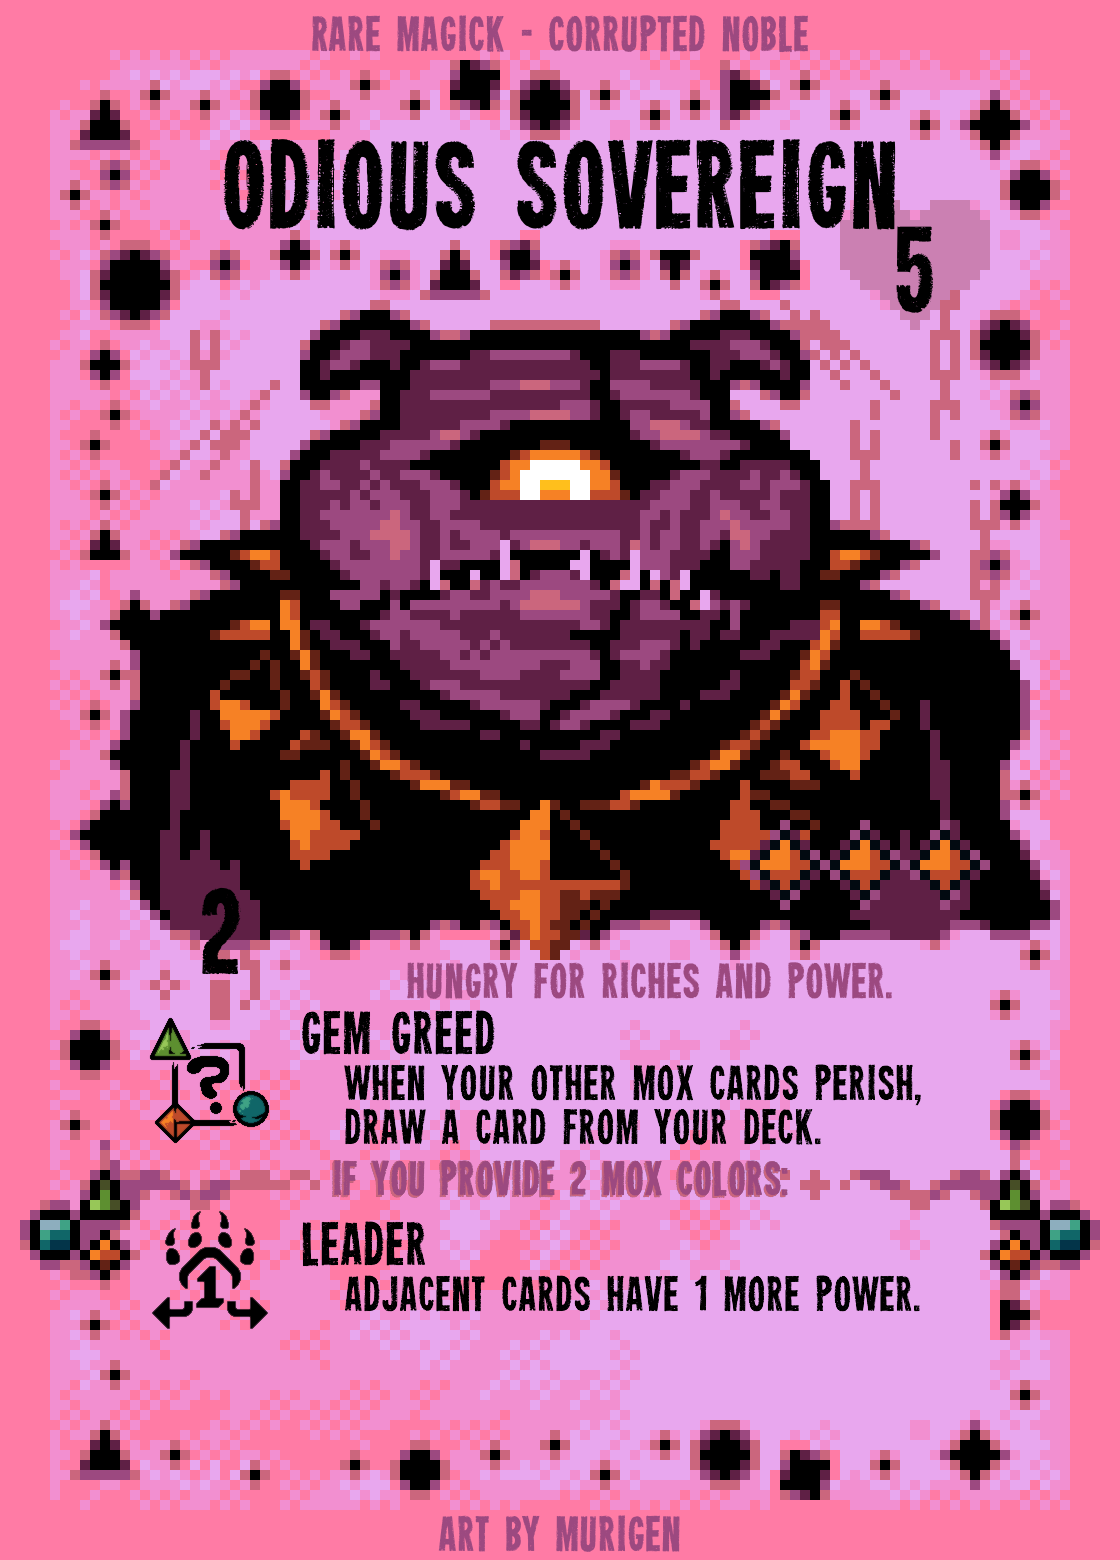 RARE MAGICK - CORRUPTED NOBLE
ODIOUS SOVEREIGN
5
2
HUNGRY FOR RICHES AND POWER.
GEM GREED
?
WHEN YOUR OTHER MOX CARDS PERISH,
DRAW A CARD FROM YOUR DECK.
IF YOU PROVIDE 2 MOX COLORS:
LEADER
1
ADJACENT CARDS HAVE 1 MORE POWER.
ART BY MURIGEN